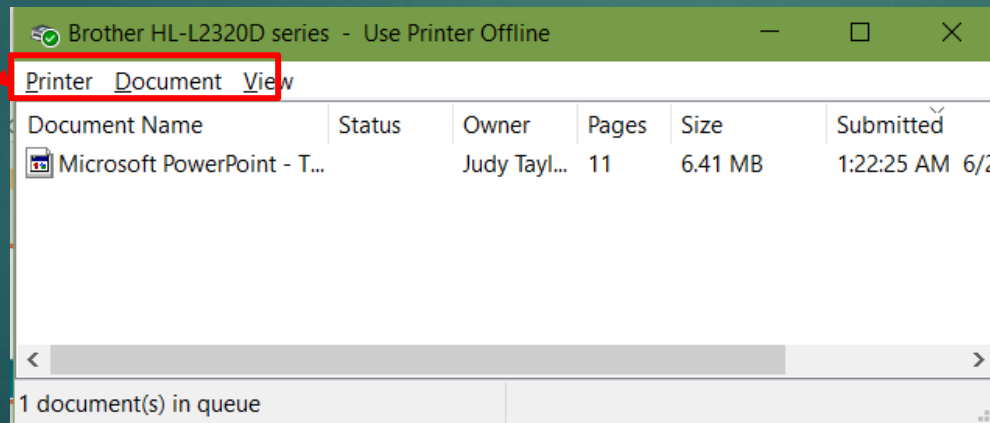 Brother HL-L2320D series - Use Printer Offline
Printer Document View
Document Name Status Owner Pages Size Submitted
Microsoft PowerPoint - T... Judy Tayl... 11 6.41 MB 1:22:25 AM 6/2
1 document(s) in queue